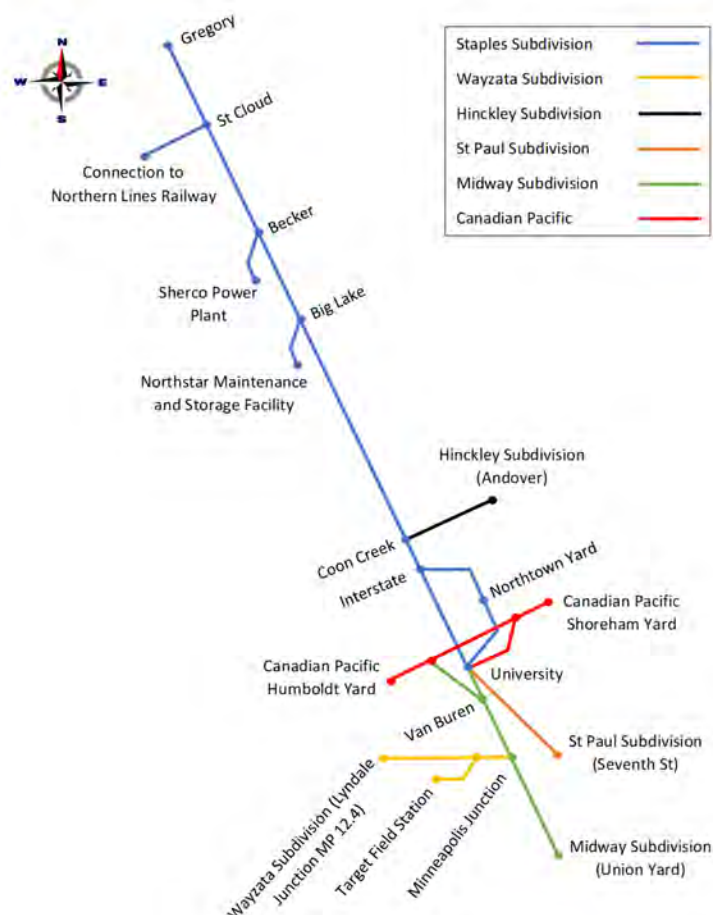 N
W
E
S
Gregory
St Cloud
Connection to
Northern Lines Railway
Becker
Sherco Power
Plant
Big Lake
Northstar Maintenance
and Storage Facility
Staples Subdivision
Wayzata Subdivision
Hinckley Subdivision
St Paul Subdivision
Midway Subdivision
Canadian Pacific
Hinckley Subdivision
(Andover)
Coon Creek
Interstate
Northtown Yard
Canadian Pacific
Shoreham Yard
Canadian Pacific
Humboldt Yard
University
Van Buren
St Paul Subdivision
(Seventh St)
Wayzata Subdivision (Lyndale
Junction MP 12.4)
Target Field Station
Minneapolis Junction
Midway Subdivision
(Union Yard)